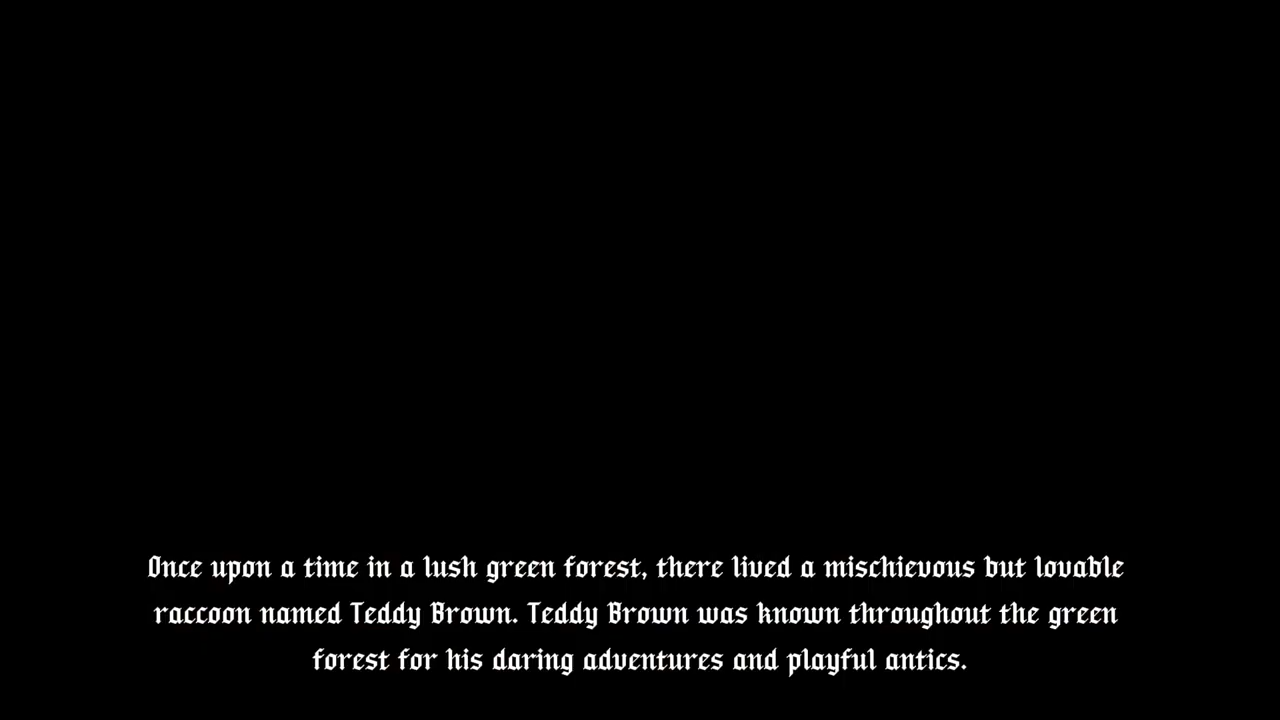 Once upon a time in a lush green forest, there lived a mischievous but lovable
raccoon named Teddy Brown. Teddy Brown was known throughout the green
forest for his daring adventures and playful antics.